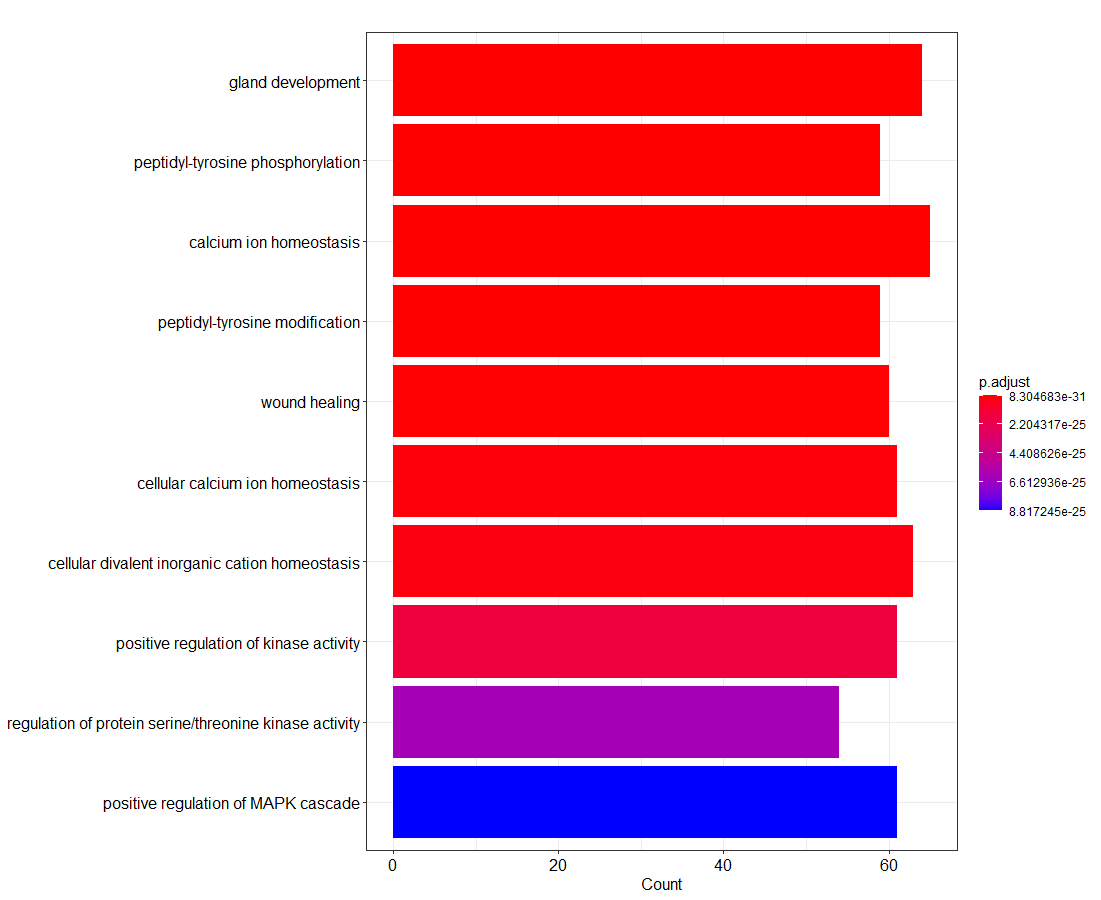 gland development
peptidyl-tyrosine phosphorylation
calcium ion homeostasis
peptidyl-tyrosine modification
wound healing
cellular calcium ion homeostasis
cellular divalent inorganic cation homeostasis
positive regulation of kinase activity
regulation of protein serine/threonine kinase activity
positive regulation of MAPK cascade
0 20 40 60
Count
p.adjust
8.304683e-31
2.204317e-25
4.408626e-25
6.612936e-25
8.817245e-25